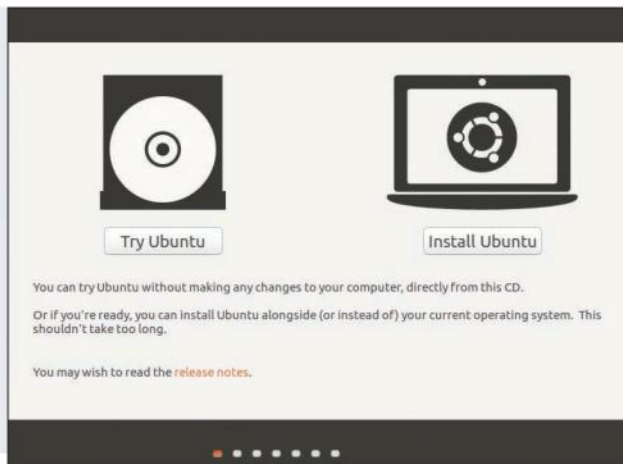 Try Ubuntu
Install Ubuntu
You can try Ubuntu without making any changes to your computer, directly from this CD.
Or if you're ready, you can install Ubuntu alongside (or instead of) your current operating system. This
shouldn't take too long.
You may wish to read the release notes.